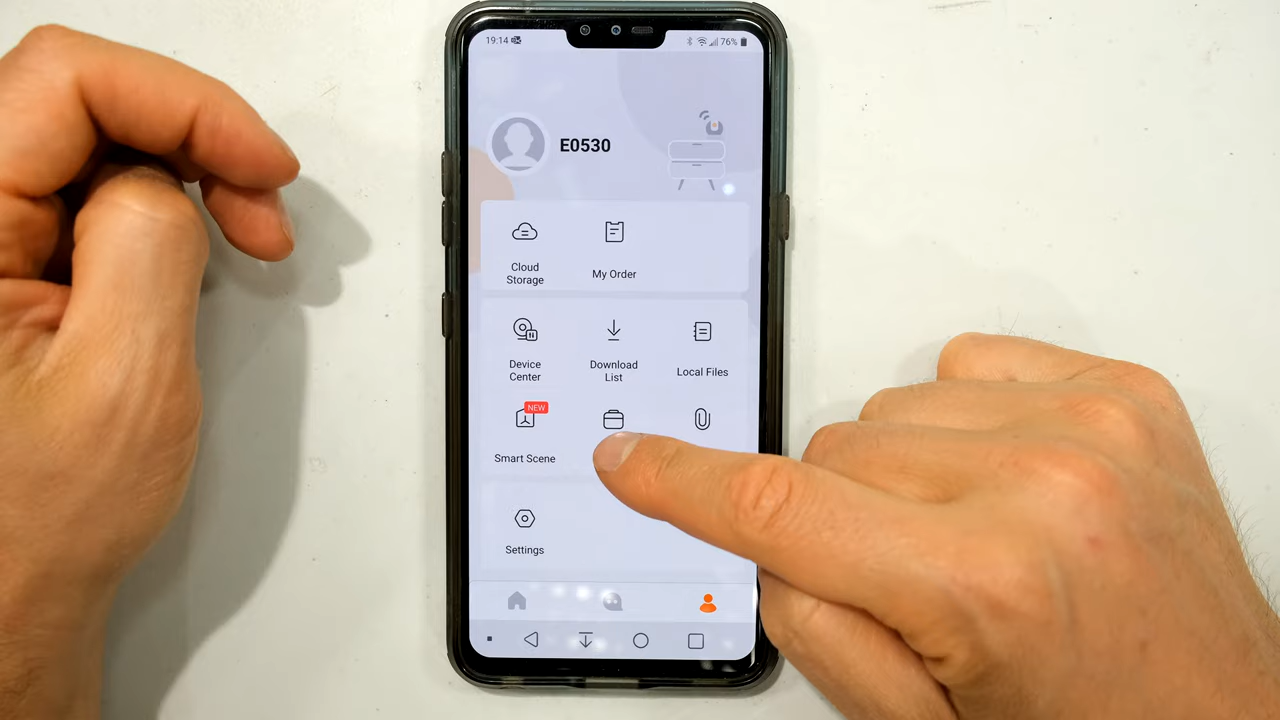 19:14
76%
E0530
Cloud
Storage
My Order
Device
Center
Download
List
Local Files
NEW
Smart Scene
Settings